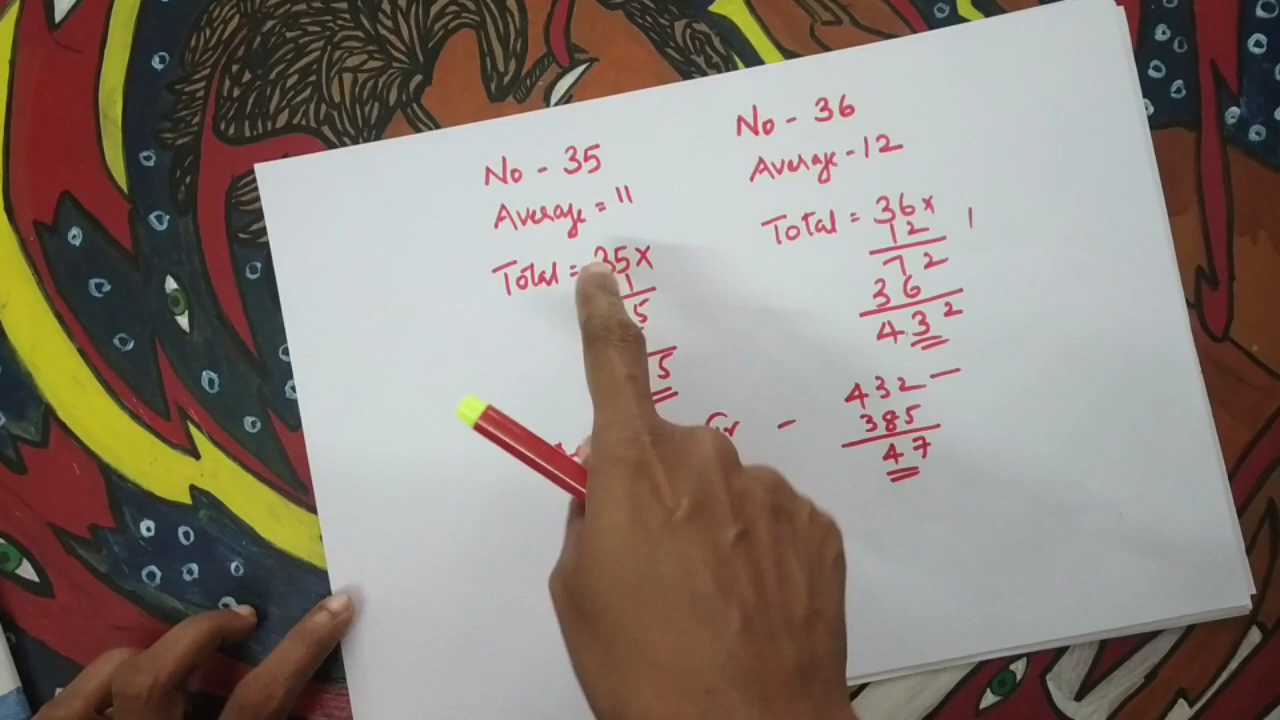 No - 35
Average = 11
Total = 35x
1
5
5
No - 36
Average - 12
Total = 36x
12
72
36
432
432 -
385
47